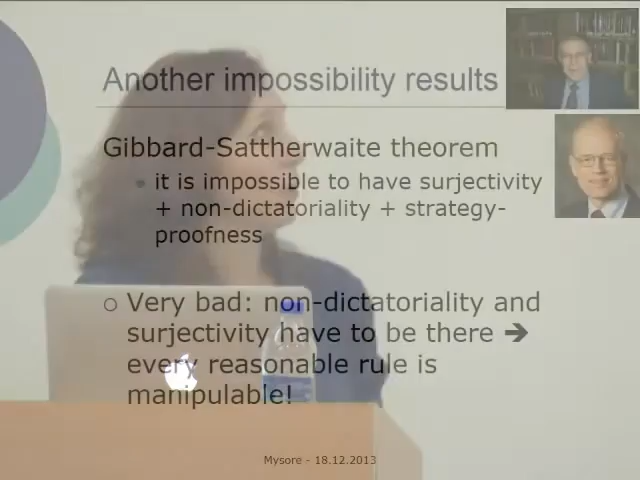 Another impossibility results
Gibbard-Sattherwaite theorem
it is impossible to have surjectivity
+ non-dictatoriality + strategy-
proofness
Very bad: non-dictatoriality and
surjectivity have to be there ➔
every reasonable rule is
manipulable!
Mysore - 18.12.2013